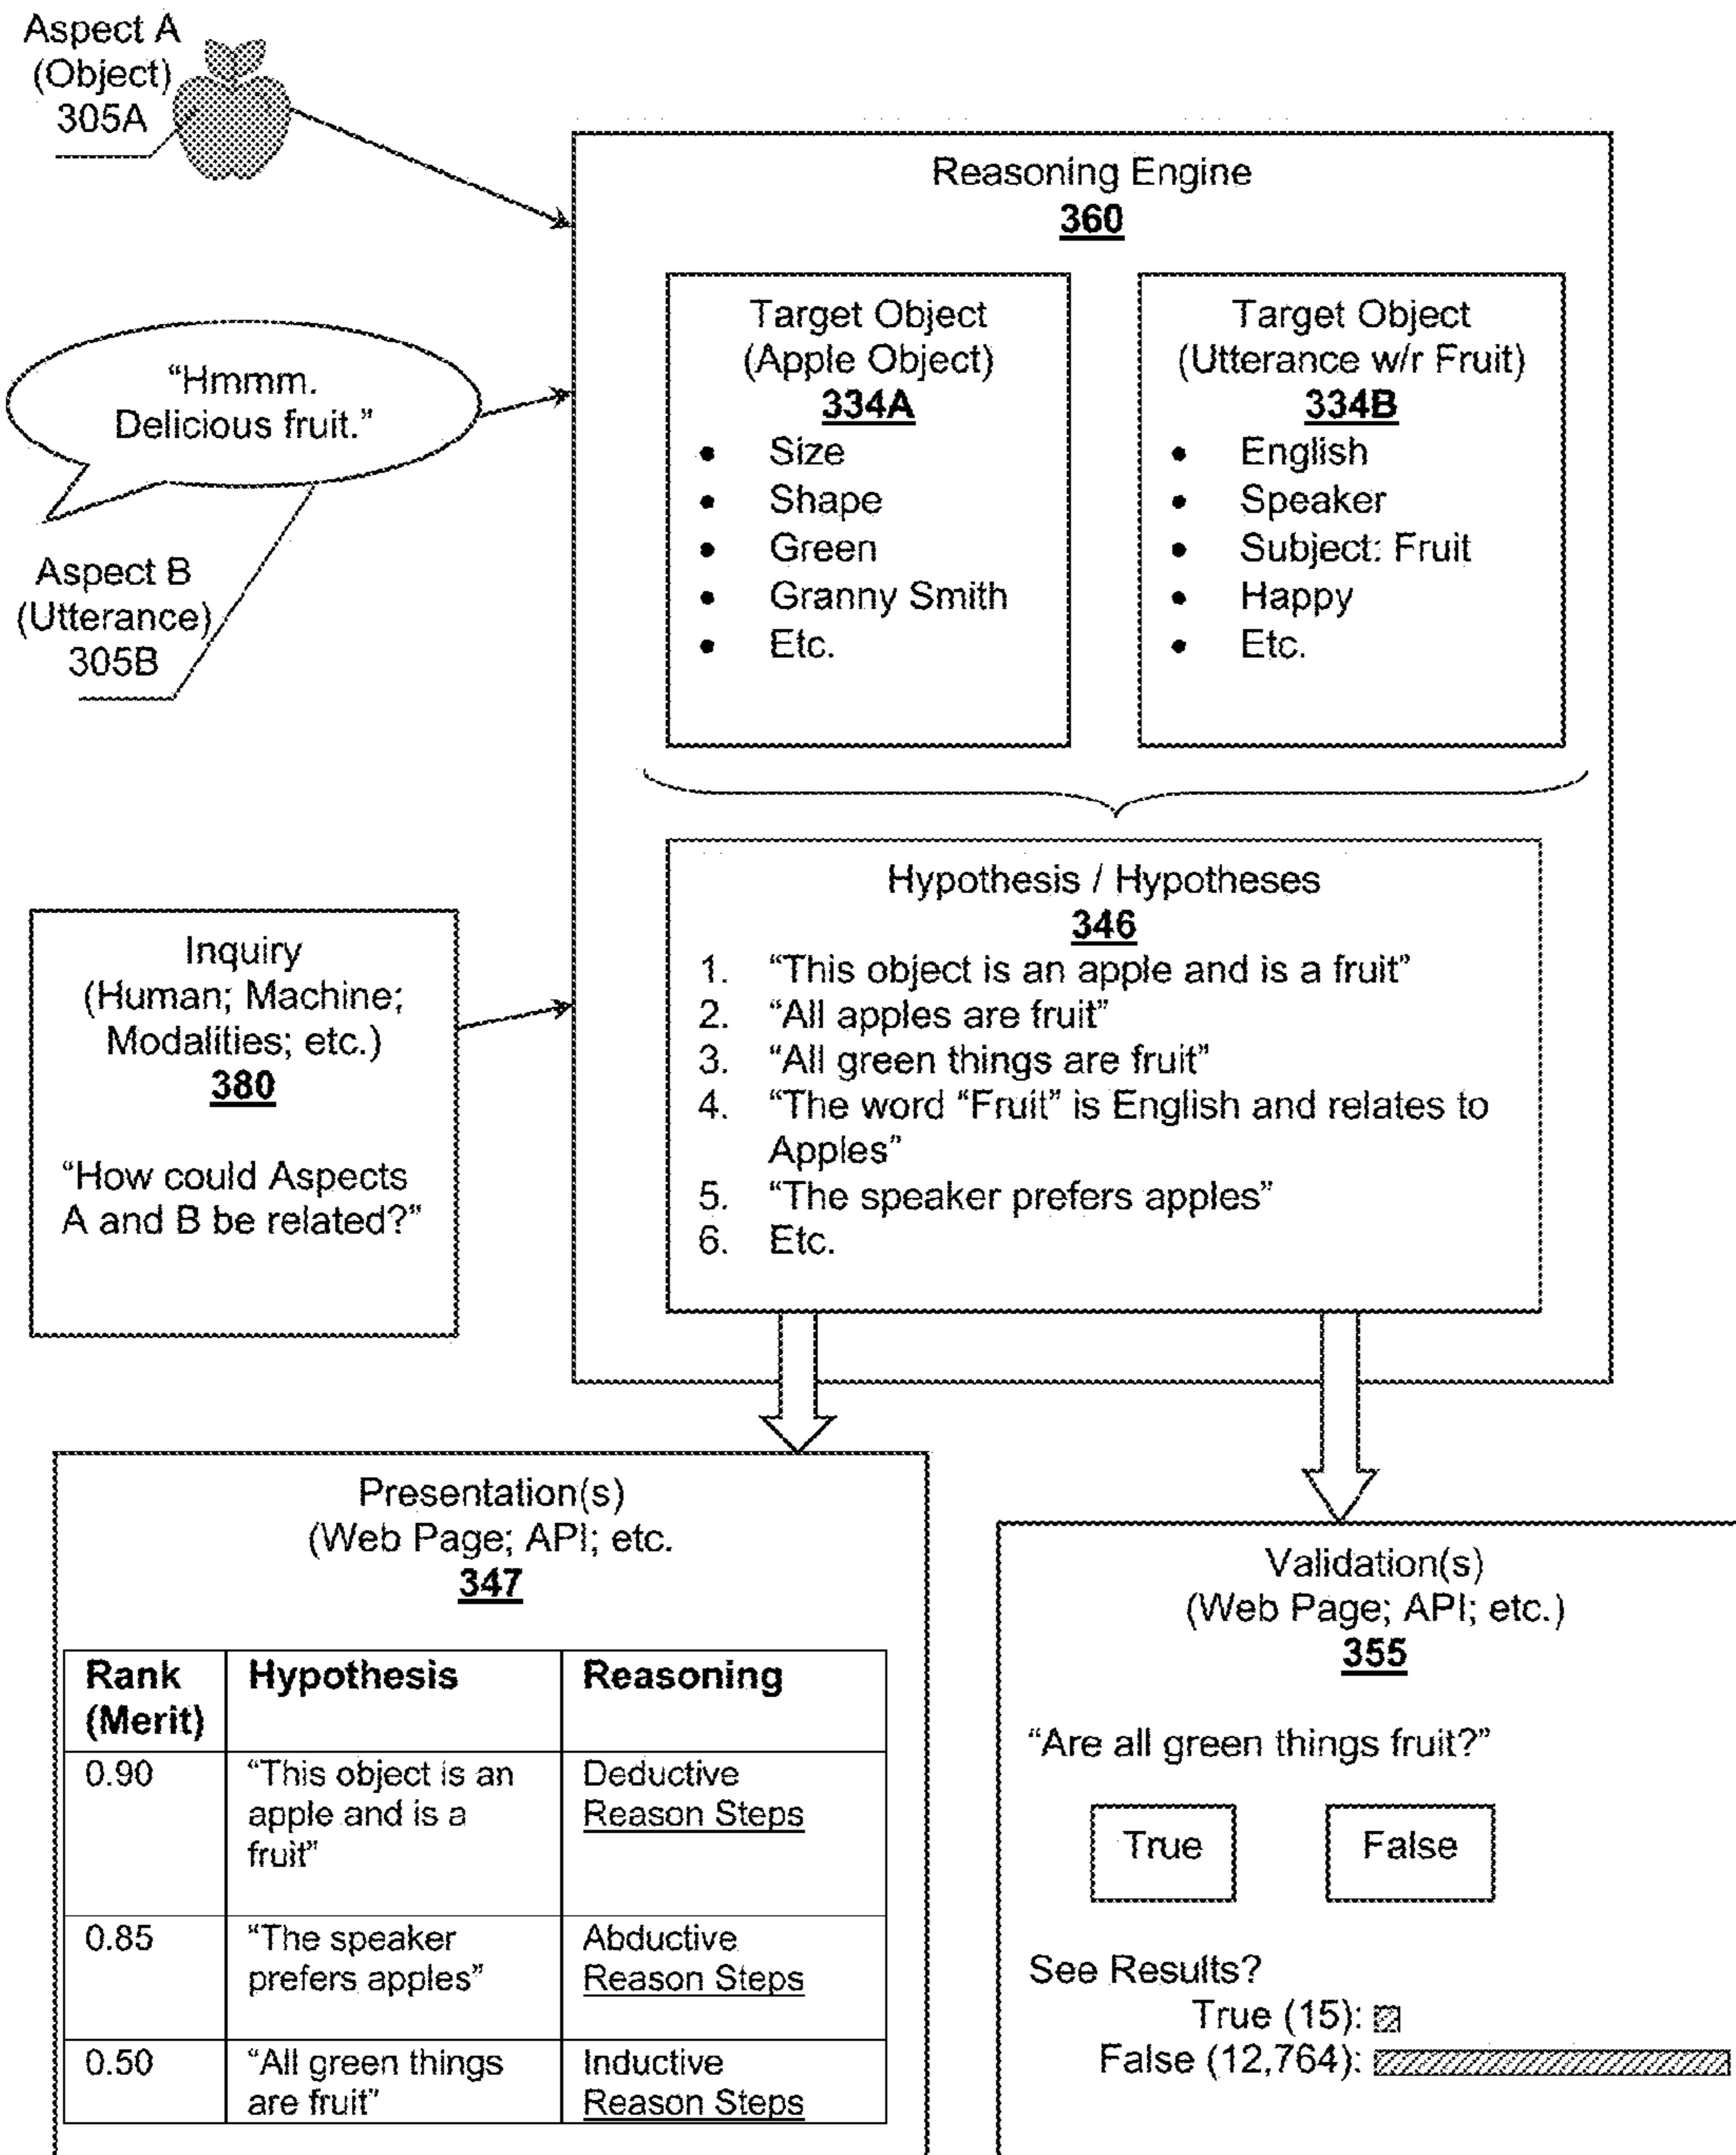 Aspect A
(Object)
305A
Reasoning Engine
360
Target Object
(Apple Object)
334A
• Size
• Shape
• Green
• Granny Smith
• Etc.
Target Object
(Utterance w/r Fruit)
334B
• English
• Speaker
• Subject: Fruit
• Happy
• Etc.
“Hmmm.
Delicious fruit.”
Aspect B
(Utterance)
305B
Hypothesis / Hypotheses
346
1. “This object is an apple and is a fruit”
2. “All apples are fruit”
3. “All green things are fruit”
4. “The word “Fruit” is English and relates to
Apples”
5. “The speaker prefers apples”
6. Etc.
Inquiry
(Human; Machine;
Modalities; etc.)
380
“How could Aspects
A and B be related?”
Presentation(s)
(Web Page; API; etc.
347
Rank
(Merit)
Hypothesis
Reasoning
0.90
“This object is an
apple and is a
fruit”
Deductive
Reason Steps
0.85
“The speaker
prefers apples”
Abductive
Reason Steps
0.50
“All green things
are fruit”
Inductive
Reason Steps
Validation(s)
(Web Page; API; etc.)
355
“Are all green things fruit?”
True
False
See Results?
True (15):
False (12,764):